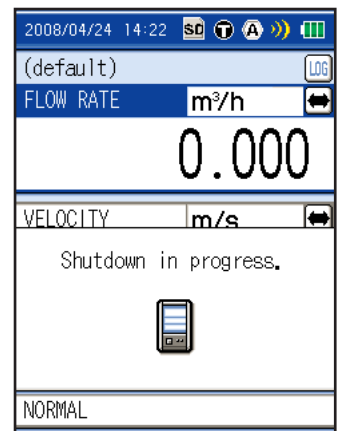 2008/04/24 14:22 SD T A
(default) LOG
FLOW RATE m³/h
0.000
VELOCITY m/s
Shutdown in progress.
NORMAL